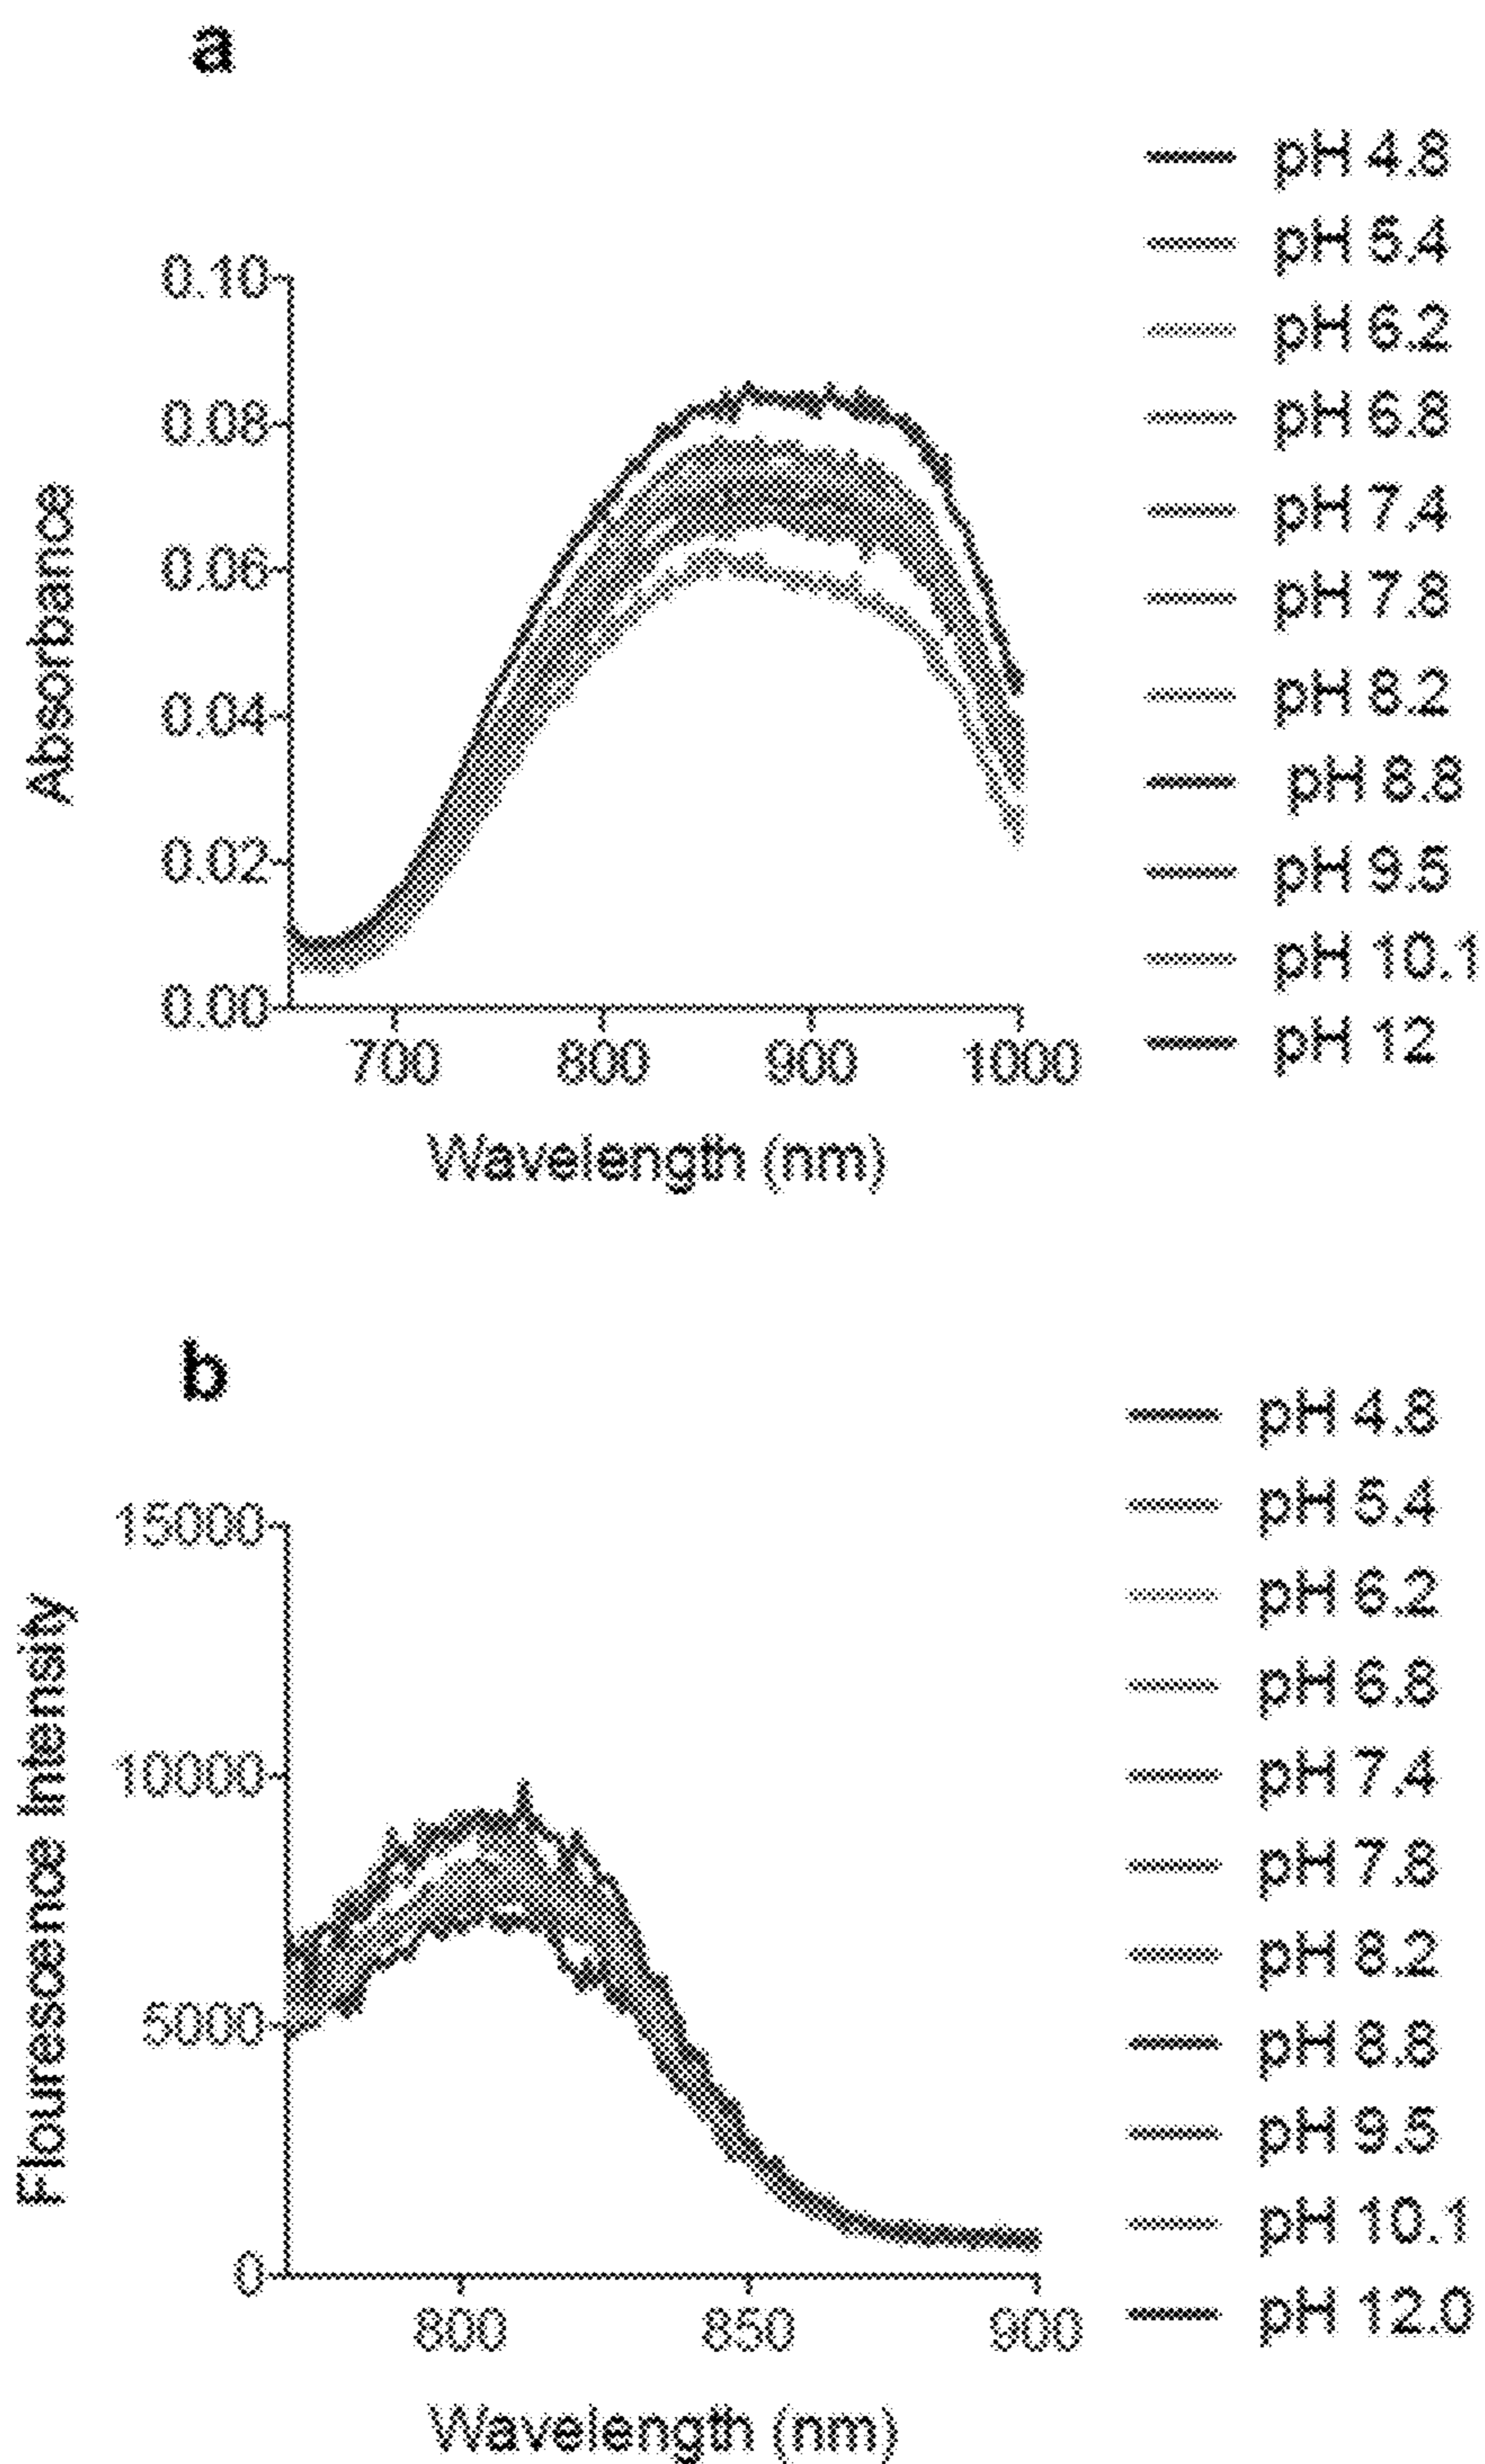 a
pH 4.8
pH 5.4
pH 6.2
pH 6.8
pH 7.4
pH 7.8
pH 8.2
pH 8.8
pH 9.5
pH 10.1
pH 12
0.10
0.08
0.06
0.04
0.02
0.00
Absorbance
700 800 900 1000
Wavelength (nm)
b
pH 4.8
pH 5.4
pH 6.2
pH 6.8
pH 7.4
pH 7.8
pH 8.2
pH 8.8
pH 9.5
pH 10.1
pH 12.0
15000
10000
5000
0
Flourescence Intensity
800 850 900
Wavelength (nm)